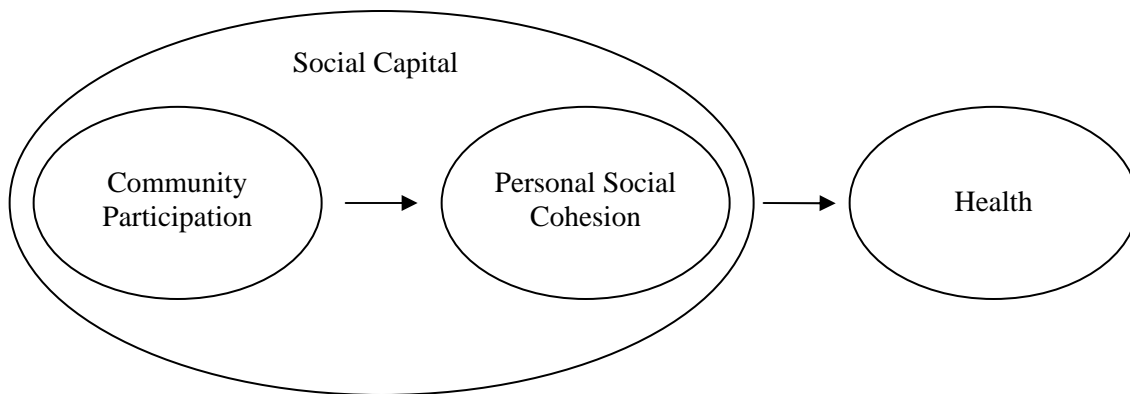 Social Capital
Community
Participation
Personal Social
Cohesion
Health